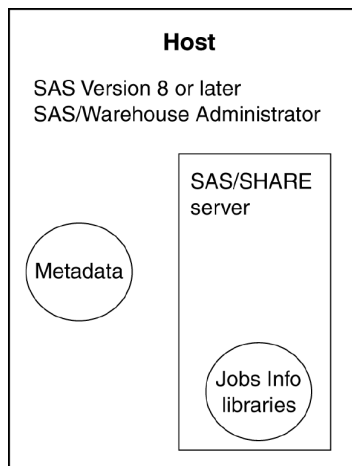 Host
SAS Version 8 or later
SAS/Warehouse Administrator
SAS/SHARE
server
Metadata
Jobs Info
libraries